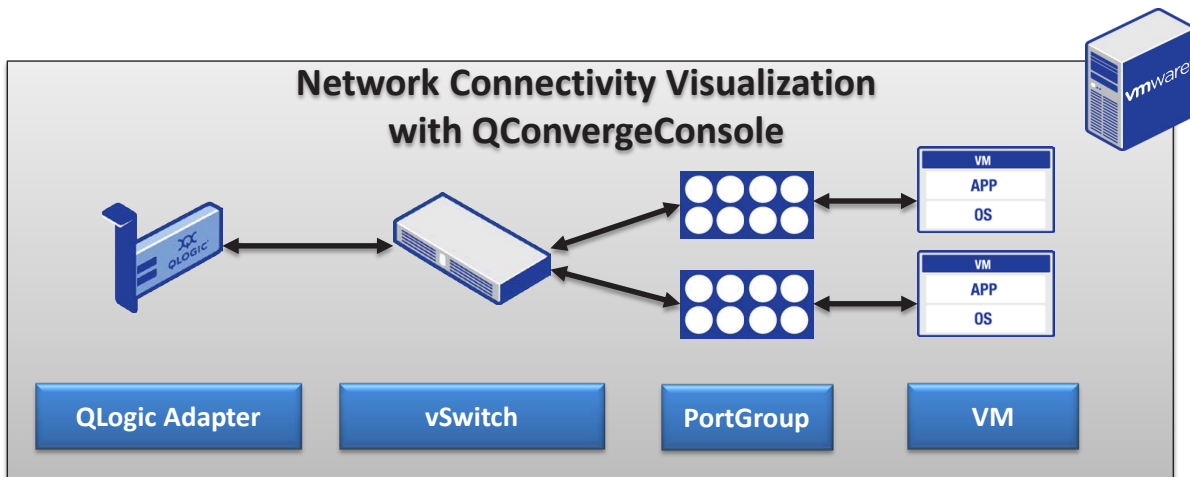 Network Connectivity Visualization
with QConvergeConsole
vmware
QLOGIC
VM
APP
OS
VM
APP
OS
QLogic Adapter
vSwitch
PortGroup
VM